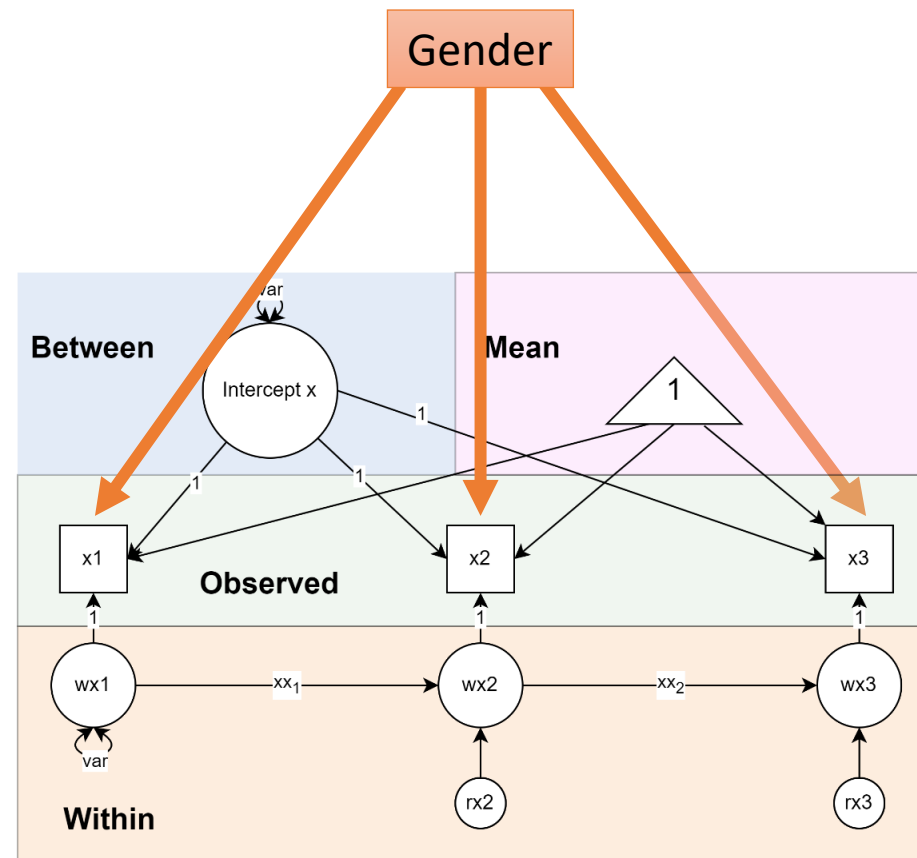 Gender
var
Between
Mean
Intercept x
1
1
1
1
x1
x2
x3
Observed
1
1
1
wx1
xx1
wx2
xx2
wx3
var
rx2
rx3
Within